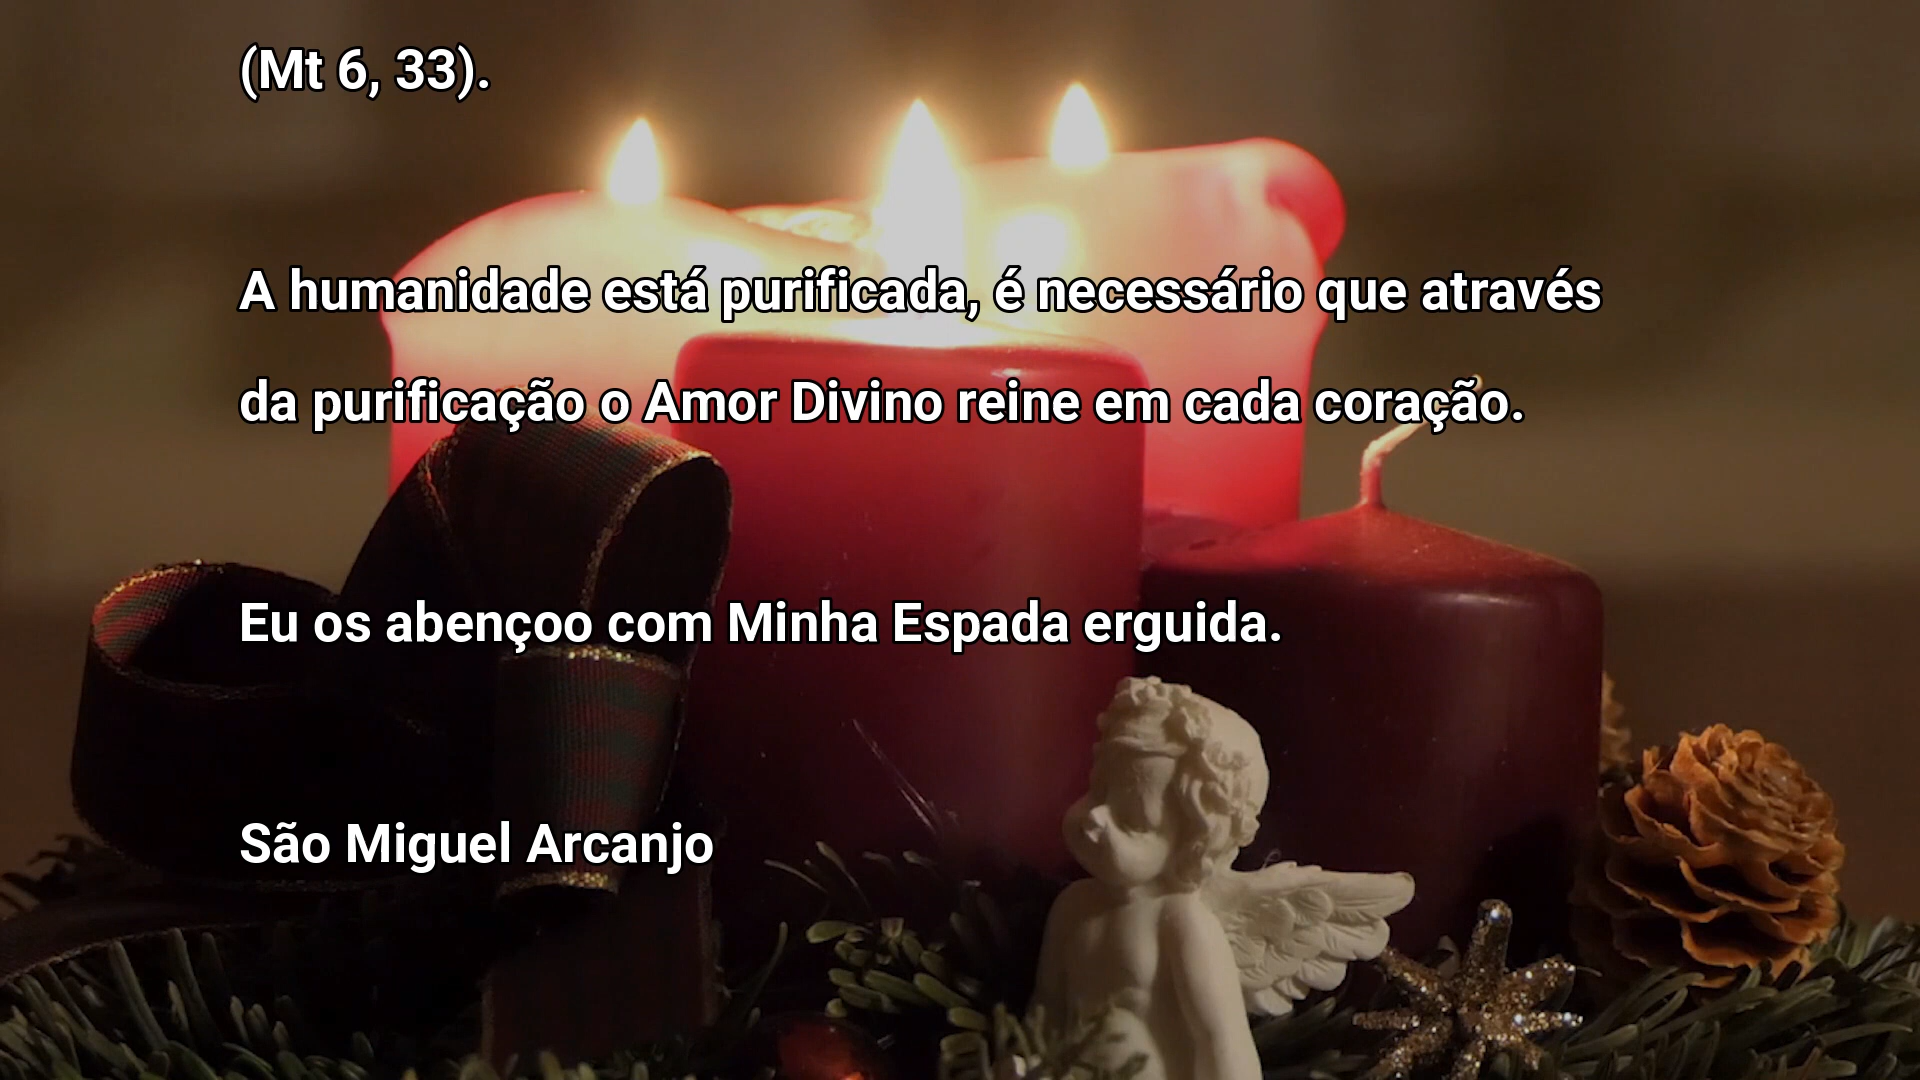 (Mt 6, 33).
A humanidade está purificada, é necessário que através
da purificação o Amor Divino reine em cada coração.
Eu os abençoo com Minha Espada erguida.
São Miguel Arcanjo